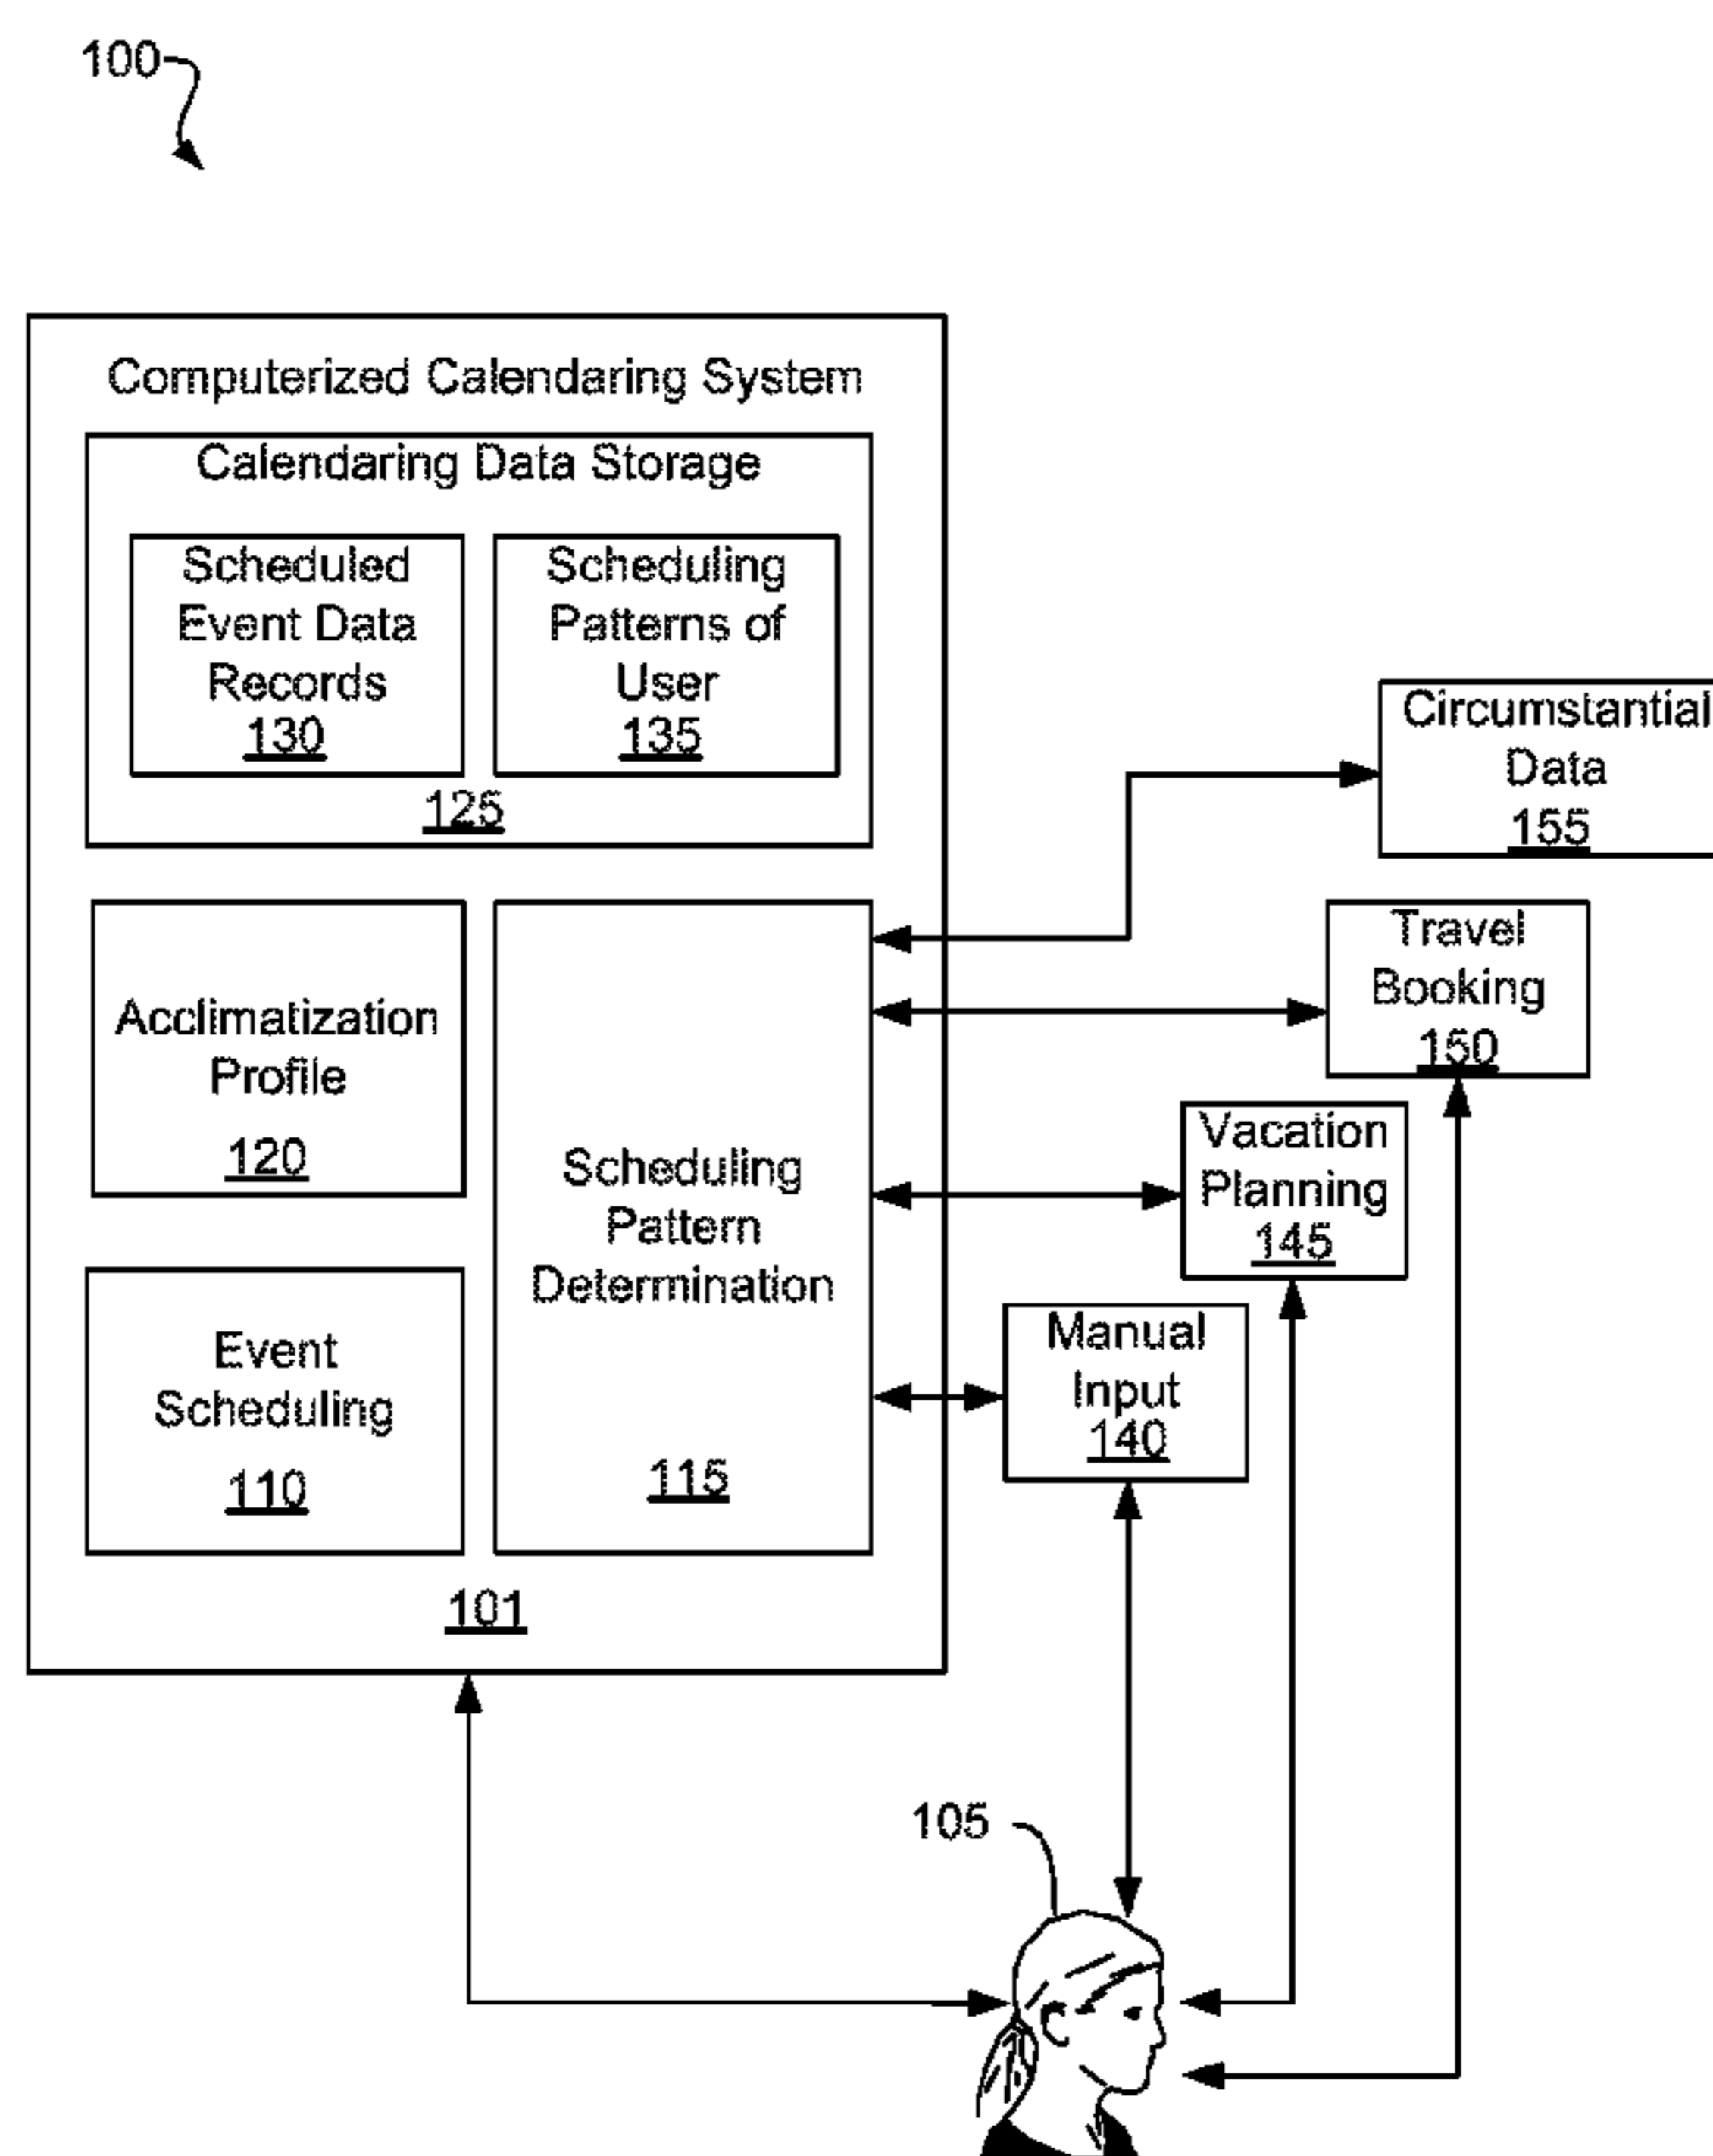 100
Computerized Calendaring System
Calendaring Data Storage
Scheduled
Event Data
Records
130
Scheduling
Patterns of
User
135
125
Circumstantial
Data
155
Travel
Booking
150
Acclimatization
Profile
120
Scheduling
Pattern
Determination
115
Vacation
Planning
145
Manual
Input
140
Event
Scheduling
110
101
105